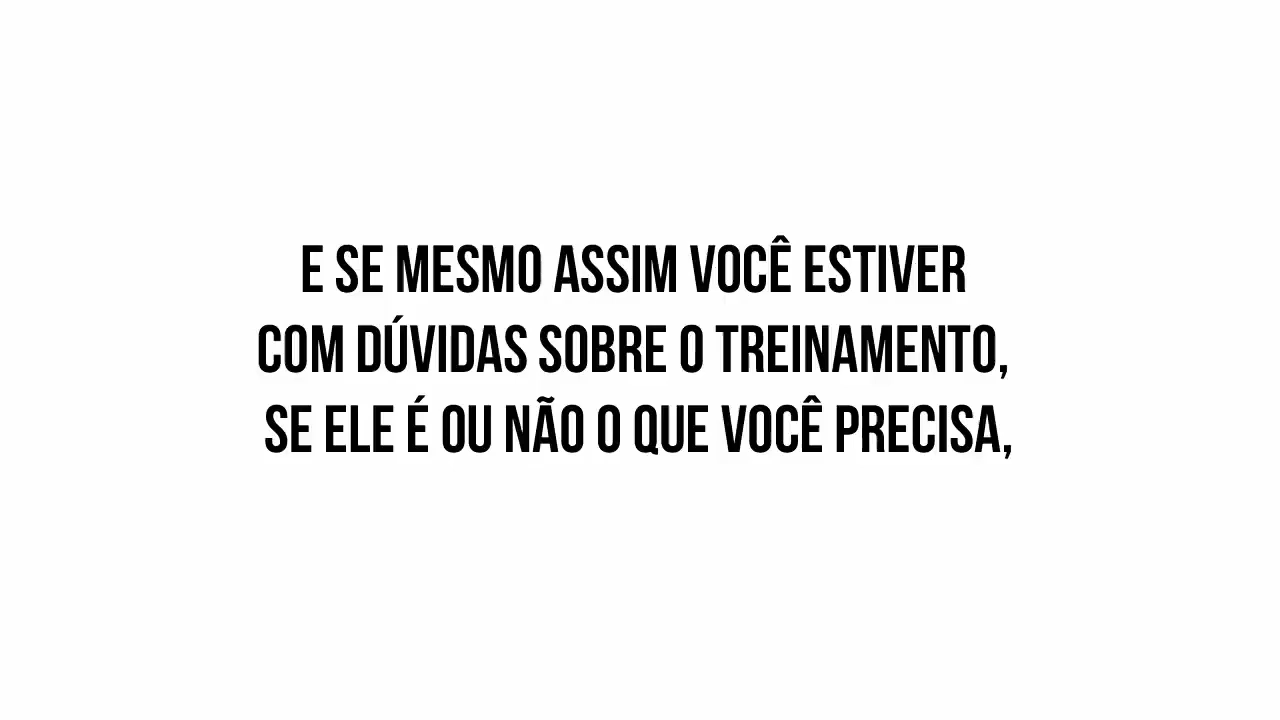 E SE MESMO ASSIM VOCÊ ESTIVER
COM DÚVIDAS SOBRE O TREINAMENTO,
SE ELE É OU NÃO O QUE VOCÊ PRECISA,